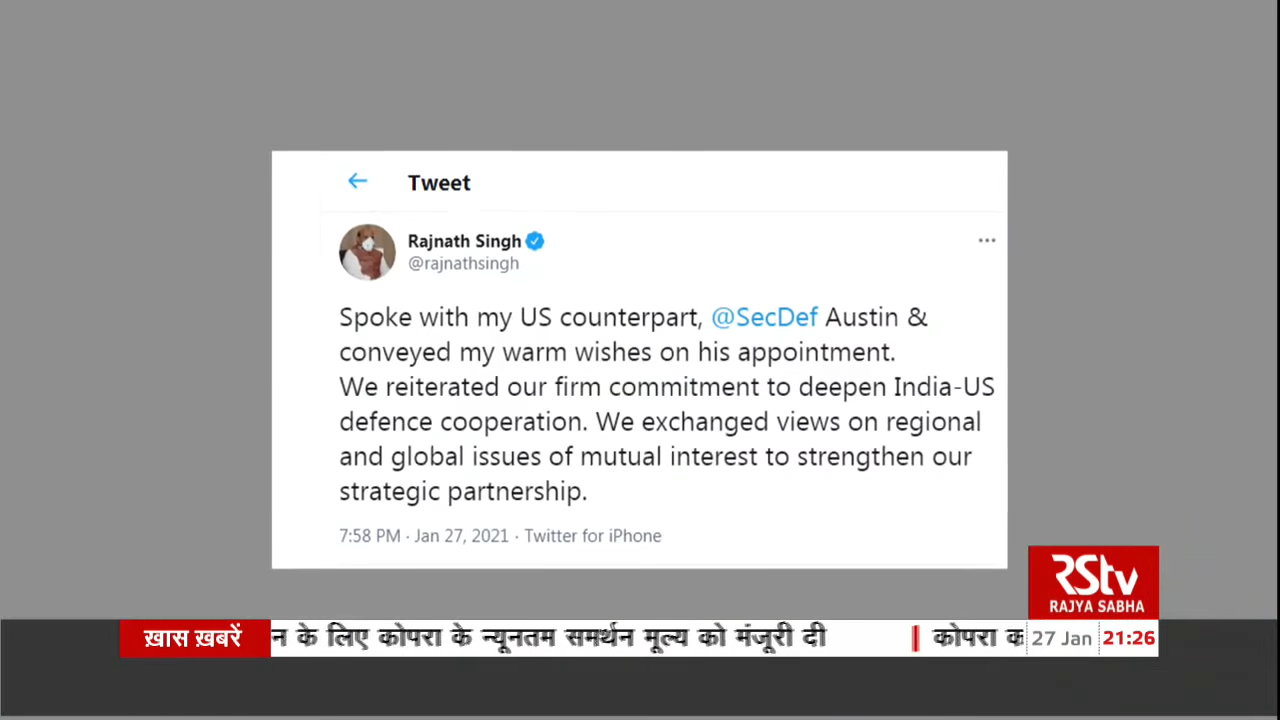 Tweet
Rajnath Singh
@rajnathsingh
Spoke with my US counterpart, @SecDef Austin &
conveyed my warm wishes on his appointment.
We reiterated our firm commitment to deepen India-US
defence cooperation. We exchanged views on regional
and global issues of mutual interest to strengthen our
strategic partnership.
7:58 PM · Jan 27, 2021 · Twitter for iPhone
RStv
RAJYA SABHA
ख़ास ख़बरें न के लिए कोपरा के न्यूनतम समर्थन मूल्य को मंज़ूरी दी | कोपरा क 27 Jan 21:26